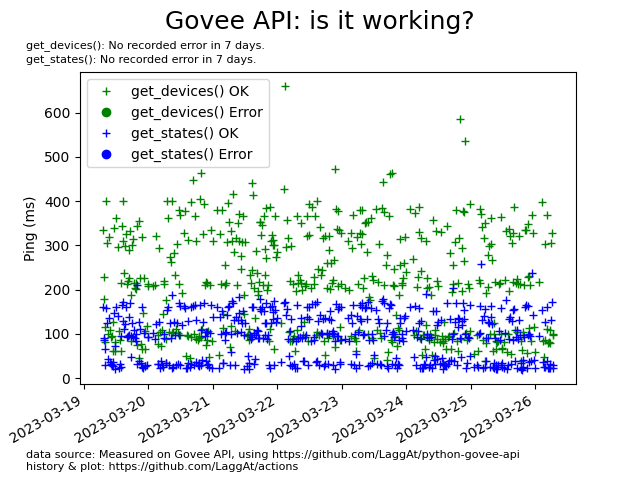 Govee API: is it working?
get_devices(): No recorded error in 7 days.
get_states(): No recorded error in 7 days.
get_devices() OK
get_devices() Error
get_states() OK
get_states() Error
Ping (ms)
600
500
400
300
200
100
0
2023-03-19
2023-03-20
2023-03-21
2023-03-22
2023-03-23
2023-03-24
2023-03-25
2023-03-26
data source: Measured on Govee API, using https://github.com/LaggAt/python-govee-api
history & plot: https://github.com/LaggAt/actions